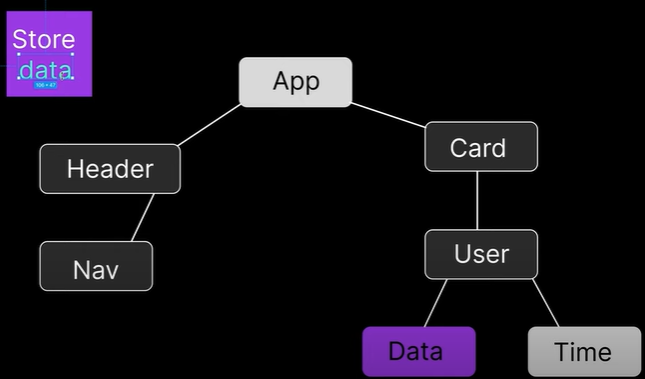 Store
data
App
Card
Header
User
Nav
Data
Time